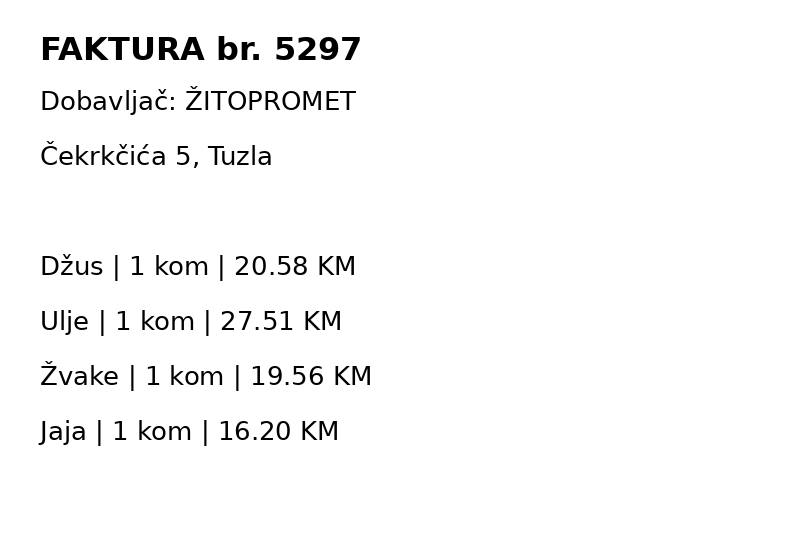 FAKTURA br. 5297
Dobavljač: ŽITOPROMET
Čekrkčića 5, Tuzla
Džus | 1 kom | 20.58 KM
Ulje | 1 kom | 27.51 KM
Žvake | 1 kom | 19.56 KM
Jaja | 1 kom | 16.20 KM